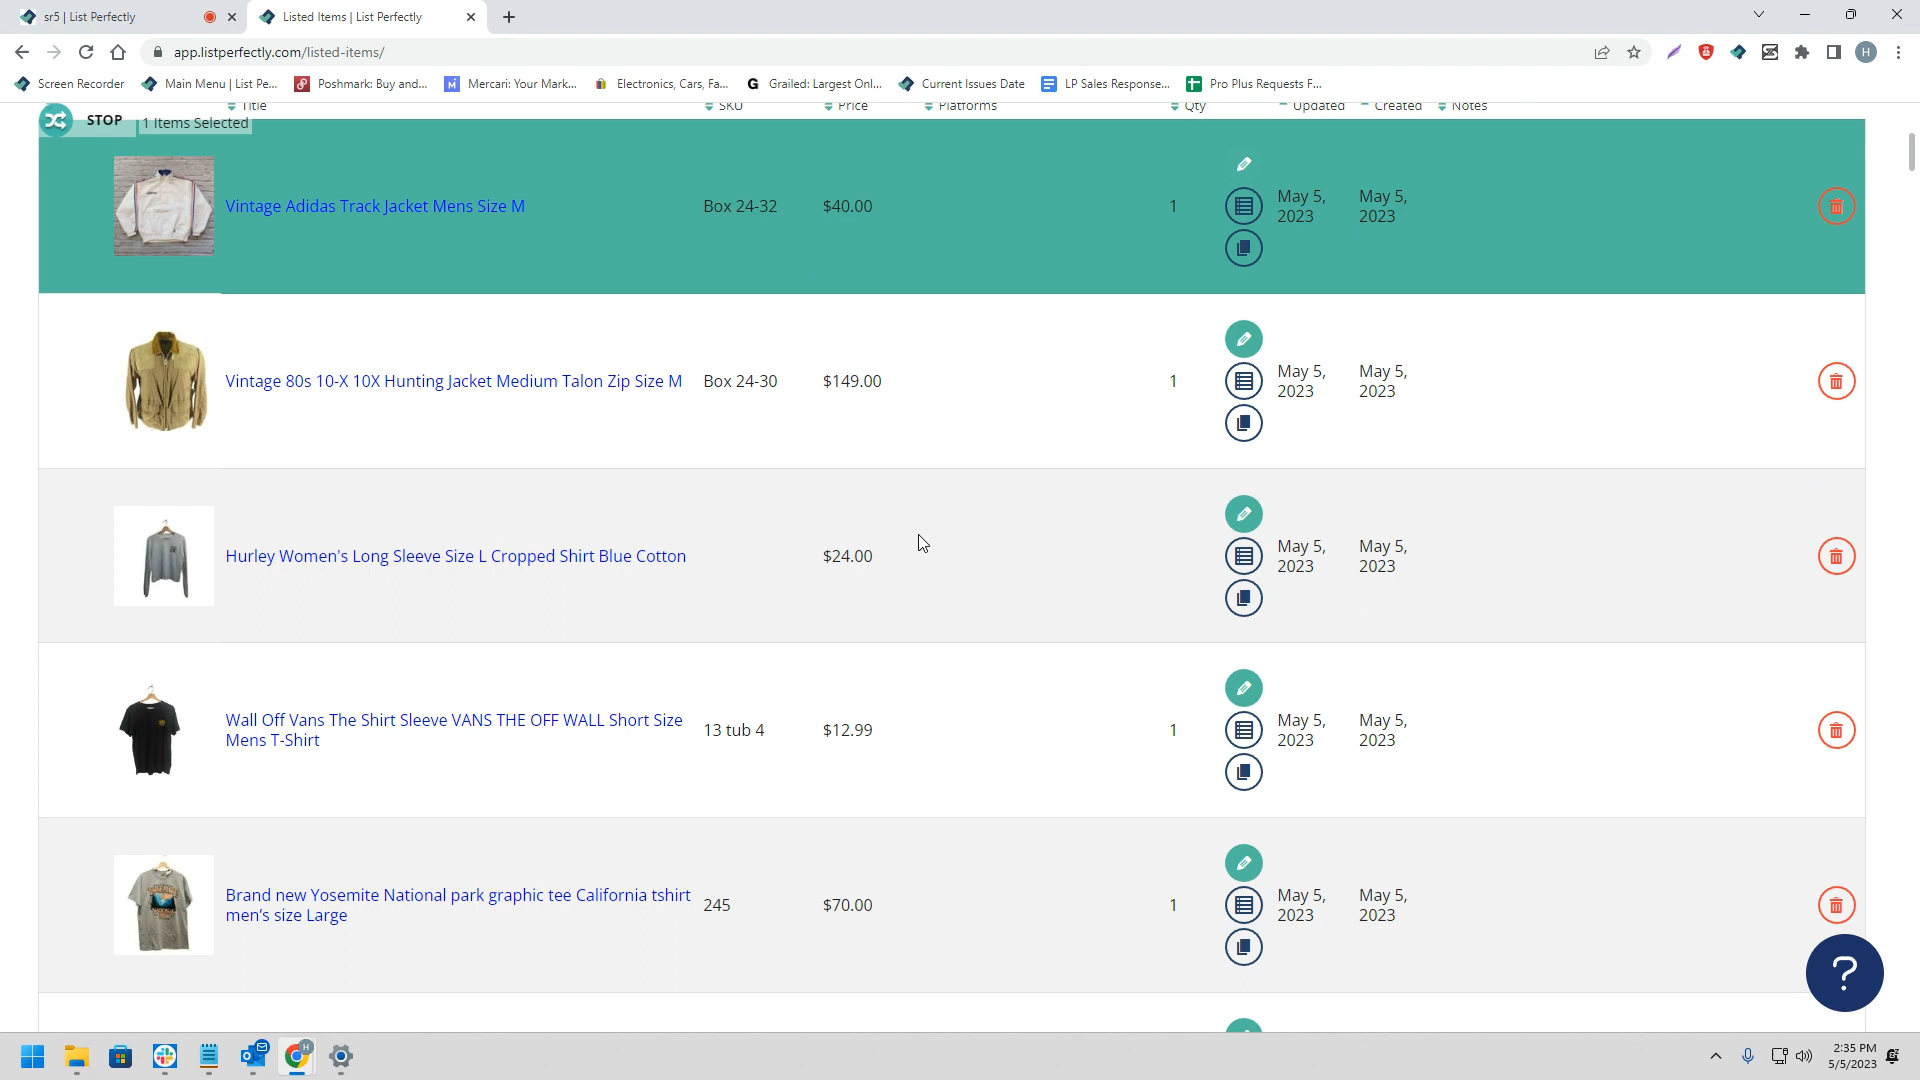 sr5 | List Perfectly
Listed Items | List Perfectly
app.listperfectly.com/listed-items/
Screen Recorder
Main Menu | List Pe...
Poshmark: Buy and...
Mercari: Your Mark...
Electronics, Cars, Fa...
Grailed: Largest Onl...
Current Issues Date
LP Sales Response...
Pro Plus Requests F...
Title SKU Price Platforms Qty Updated Created Notes
STOP 1 Items Selected
Vintage Adidas Track Jacket Mens Size M Box 24-32 $40.00 1 May 5, 2023 May 5, 2023
Vintage 80s 10-X 10X Hunting Jacket Medium Talon Zip Size M Box 24-30 $149.00 1 May 5, 2023 May 5, 2023
Hurley Women's Long Sleeve Size L Cropped Shirt Blue Cotton $24.00 May 5, 2023 May 5, 2023
Wall Off Vans The Shirt Sleeve VANS THE OFF WALL Short Size
Mens T-Shirt
13 tub 4 $12.99 1 May 5, 2023 May 5, 2023
Brand new Yosemite National park graphic tee California tshirt
men's size Large
245 $70.00 1 May 5, 2023 May 5, 2023
?
2:35 PM
5/5/2023